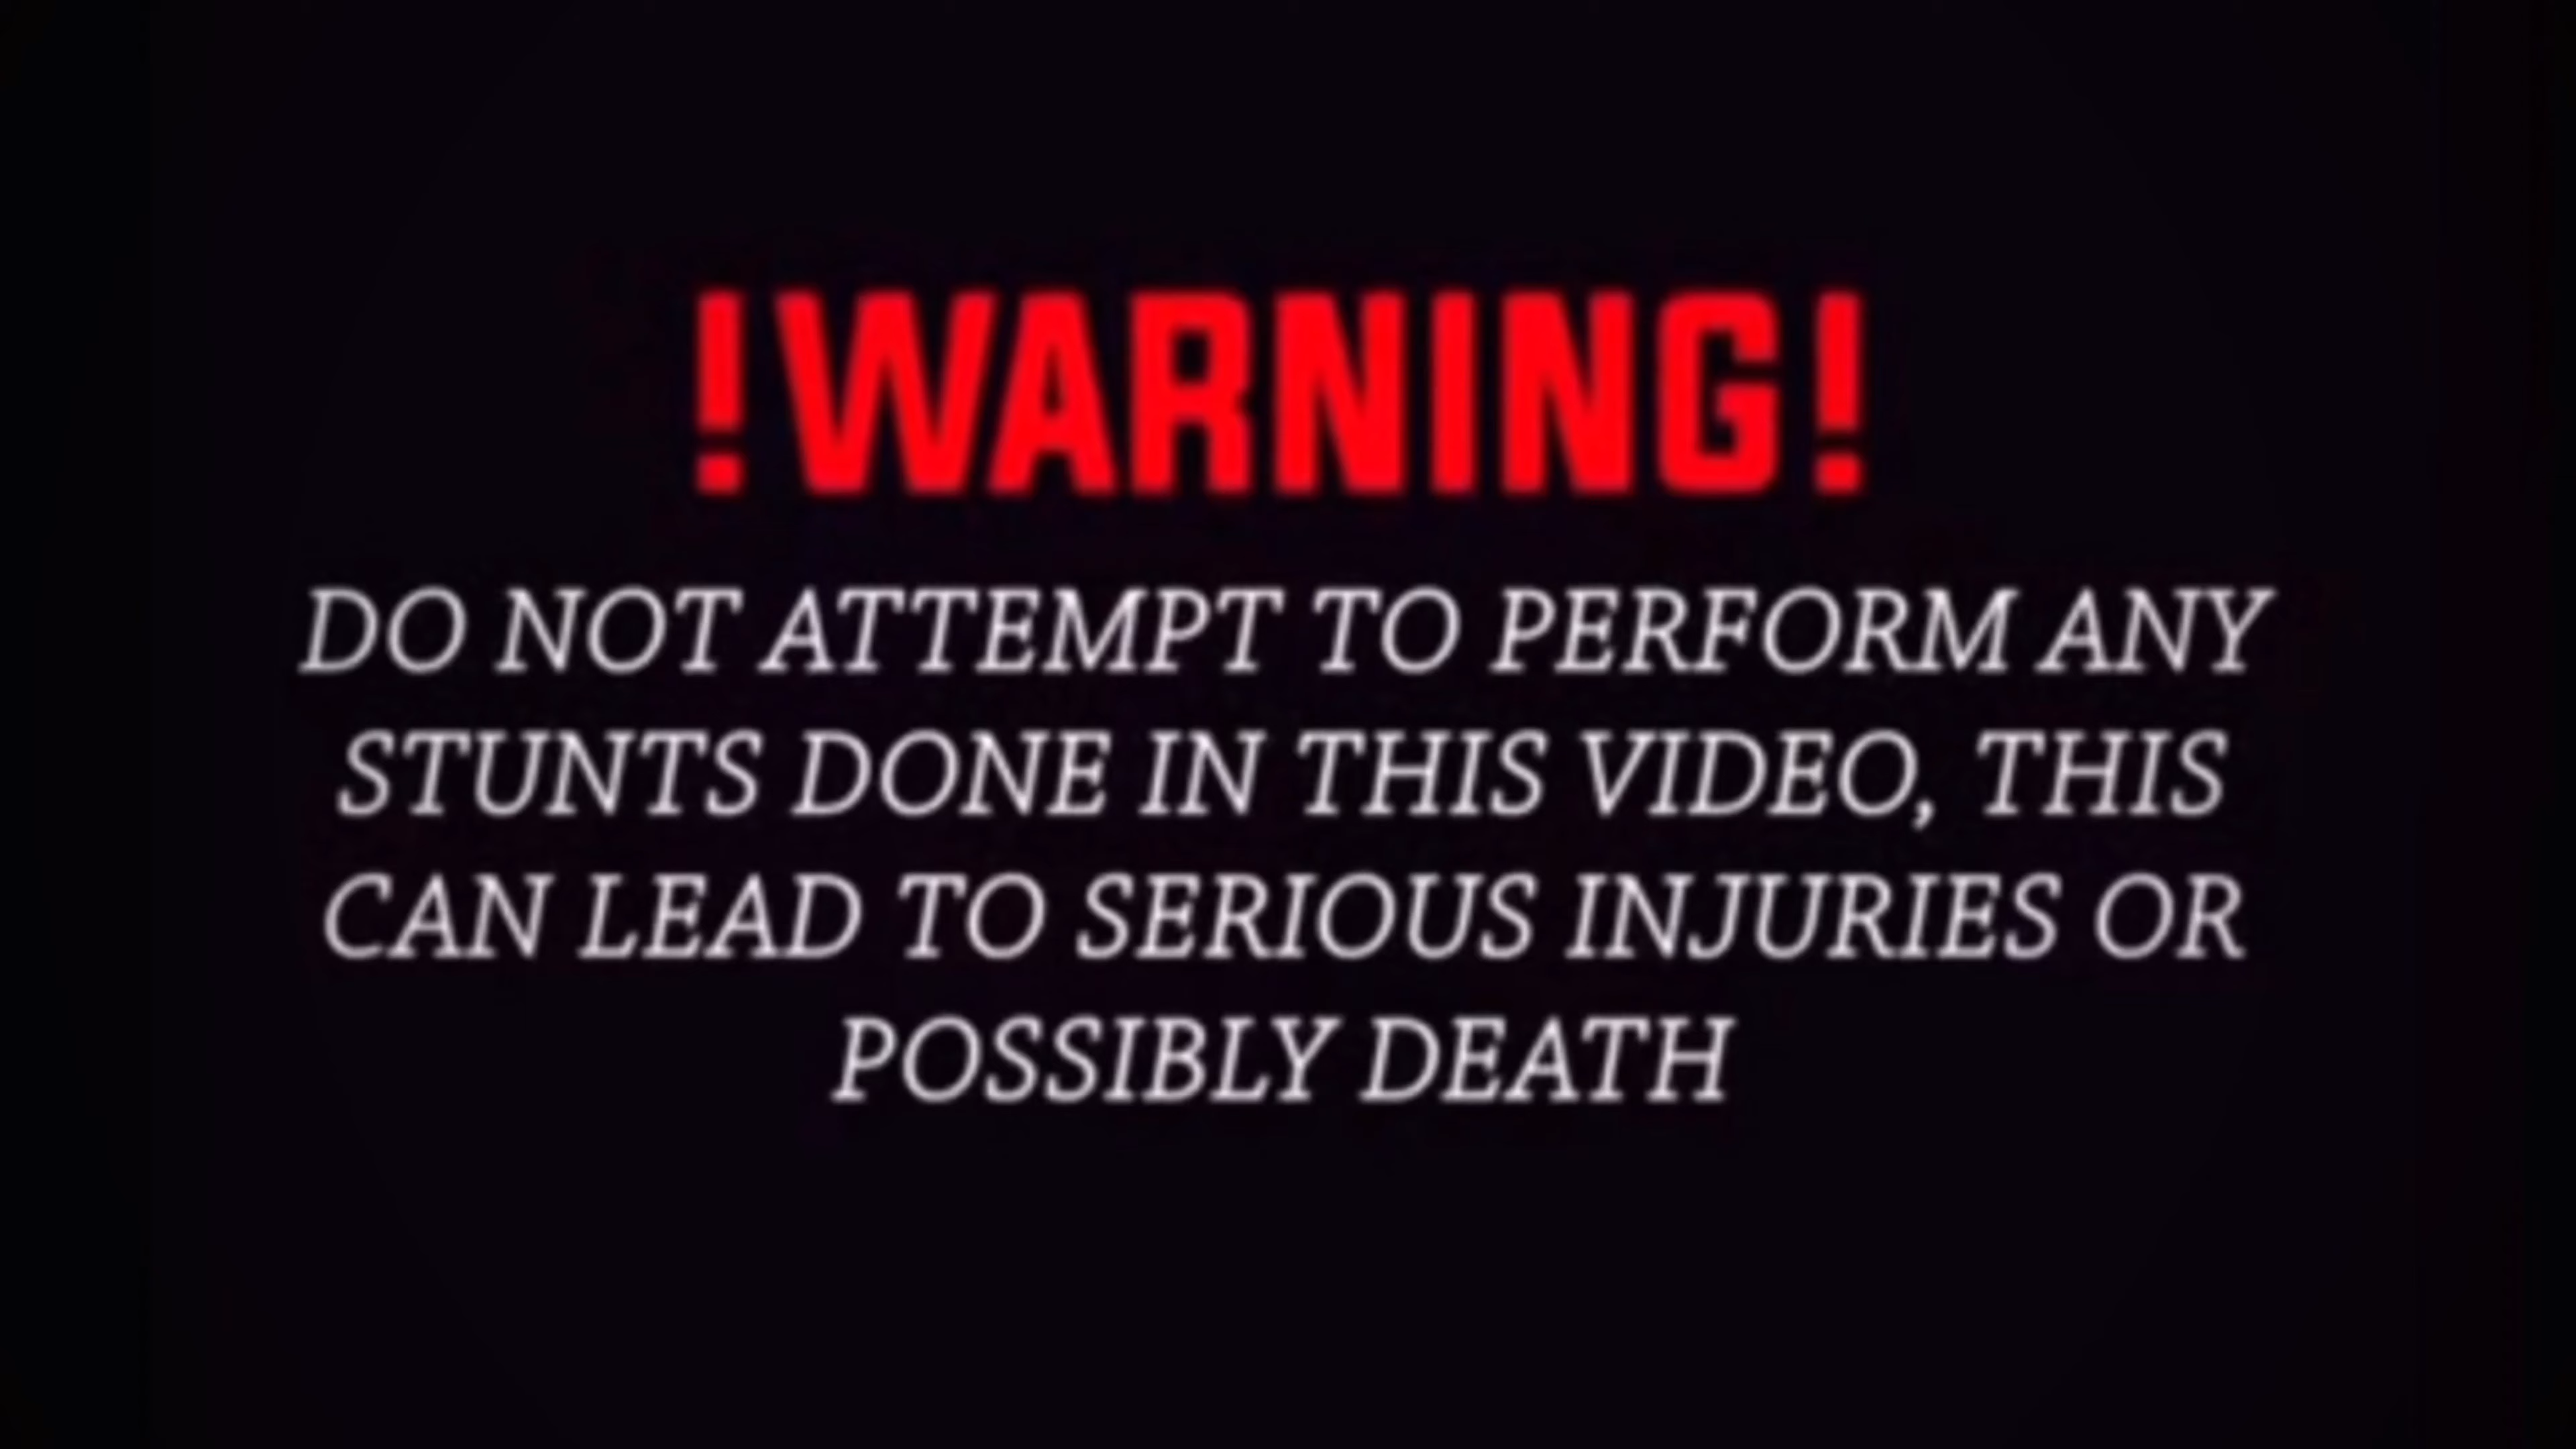 !WARNING!
DO NOT ATTEMPT TO PERFORM ANY
STUNTS DONE IN THIS VIDEO, THIS
CAN LEAD TO SERIOUS INJURIES OR
POSSIBLY DEATH